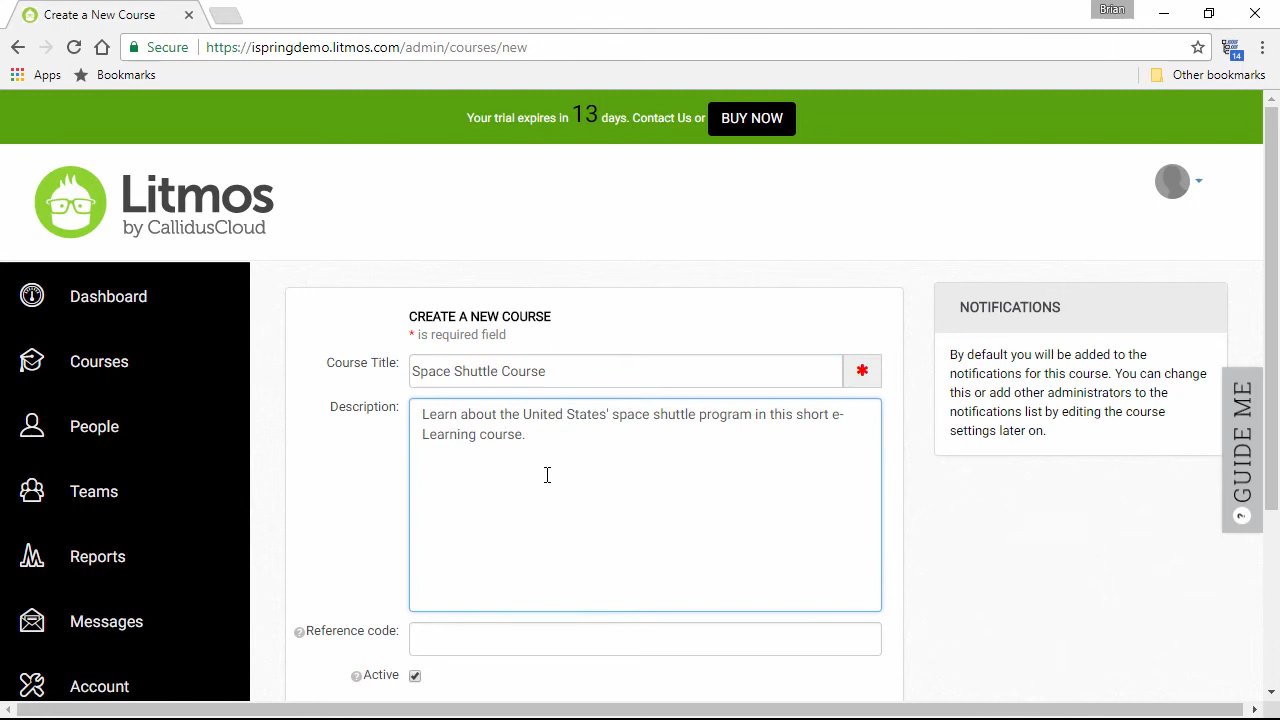 Create a New Course
Brian
Secure
https://ispringdemo.litmos.com/admin/courses/new
14
Apps
Bookmarks
Other bookmarks
Your trial expires in 13 days. Contact Us or
BUY NOW
Litmos
by CallidusCloud
Dashboard
Courses
People
Teams
Reports
Messages
Account
CREATE A NEW COURSE
* is required field
Course Title:
Space Shuttle Course
*
Description:
Learn about the United States' space shuttle program in this short e-
Learning course.
? Reference code:
? Active
NOTIFICATIONS
By default you will be added to the
notifications for this course. You can change
this or add other administrators to the
notifications list by editing the course
settings later on.
? GUIDE ME